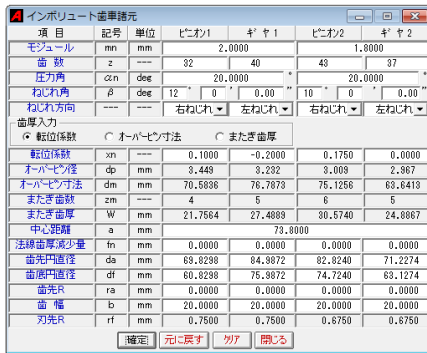 インボリュート歯車諸元
項 目 記号 単位 ピニオン1 ギヤ1 ピニオン2 ギヤ2
モジュール mn mm 2.0000 1.8000
歯 数 z --- 32 40 43 37
圧力角 αn deg 20.0000 ° 20.0000 °
ねじれ角 β deg 12 ° 0 ' 0.00 " 10 ° 0 ' 0.00 "
ねじれ方向 --- --- 右ねじれ 左ねじれ 右ねじれ 左ねじれ
歯厚入力
転位係数 オーバーピン寸法 またぎ歯厚
転位係数 xn --- 0.1000 -0.2000 0.1750 0.0000
オーバーピン径 dp mm 3.449 3.232 3.009 2.967
オーバーピン寸法 dm mm 70.5836 76.7873 75.1256 63.6413
またぎ歯数 zm --- 4 5 6 5
またぎ歯厚 W mm 21.7564 27.4889 30.5740 24.8867
中心距離 a mm 73.8000
法線歯厚減少量 fn mm 0.0000 0.0000 0.0000 0.0000
歯先円直径 da mm 69.8298 84.9872 82.8240 71.2274
歯底円直径 df mm 60.8298 75.9872 74.7240 63.1274
歯先R ra mm 0.0000 0.0000 0.0000 0.0000
歯 幅 b mm 20.0000 20.0000 20.0000 20.0000
刃先R rf mm 0.7500 0.7500 0.6750 0.6750
確定 元に戻す クリア 閉じる